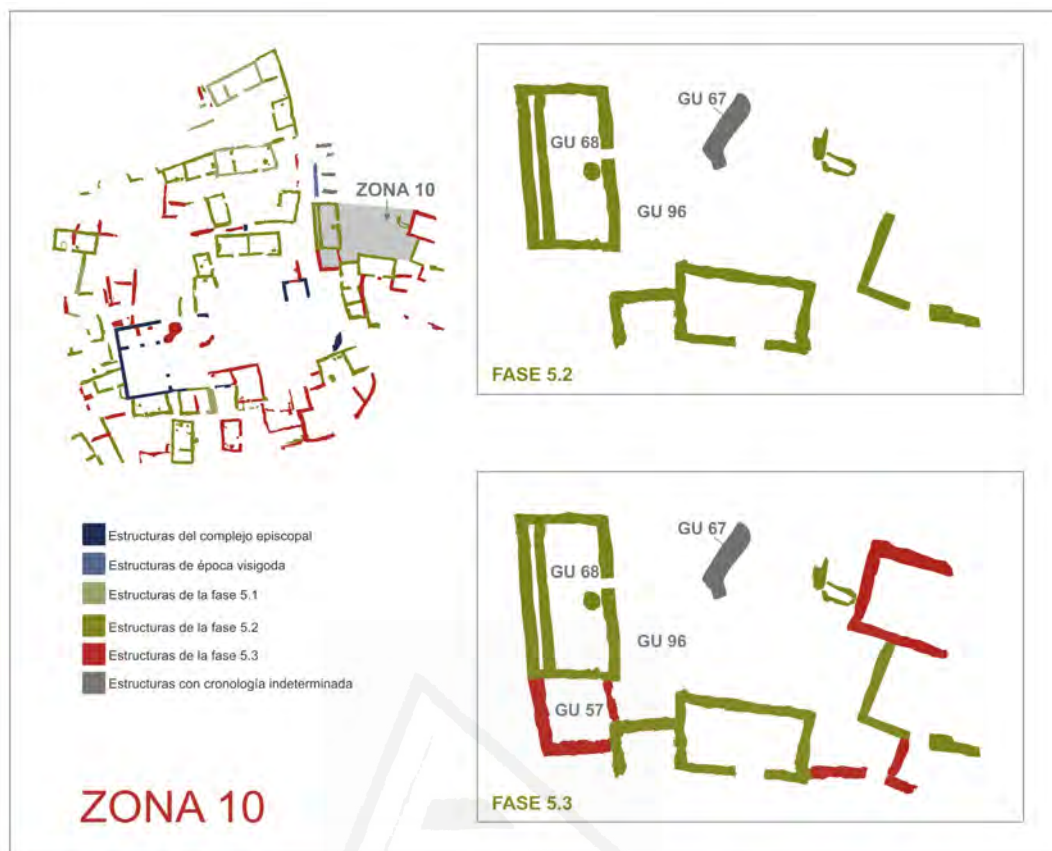 ZONA 10
Estructuras del complejo episcopal
Estructuras de época visigoda
Estructuras de la fase 5.1
Estructuras de la fase 5.2
Estructuras de la fase 5.3
Estructuras con cronología indeterminada
ZONA 10
GU 67
GU 68
GU 96
FASE 5.2
GU 67
GU 68
GU 96
GU 57
FASE 5.3